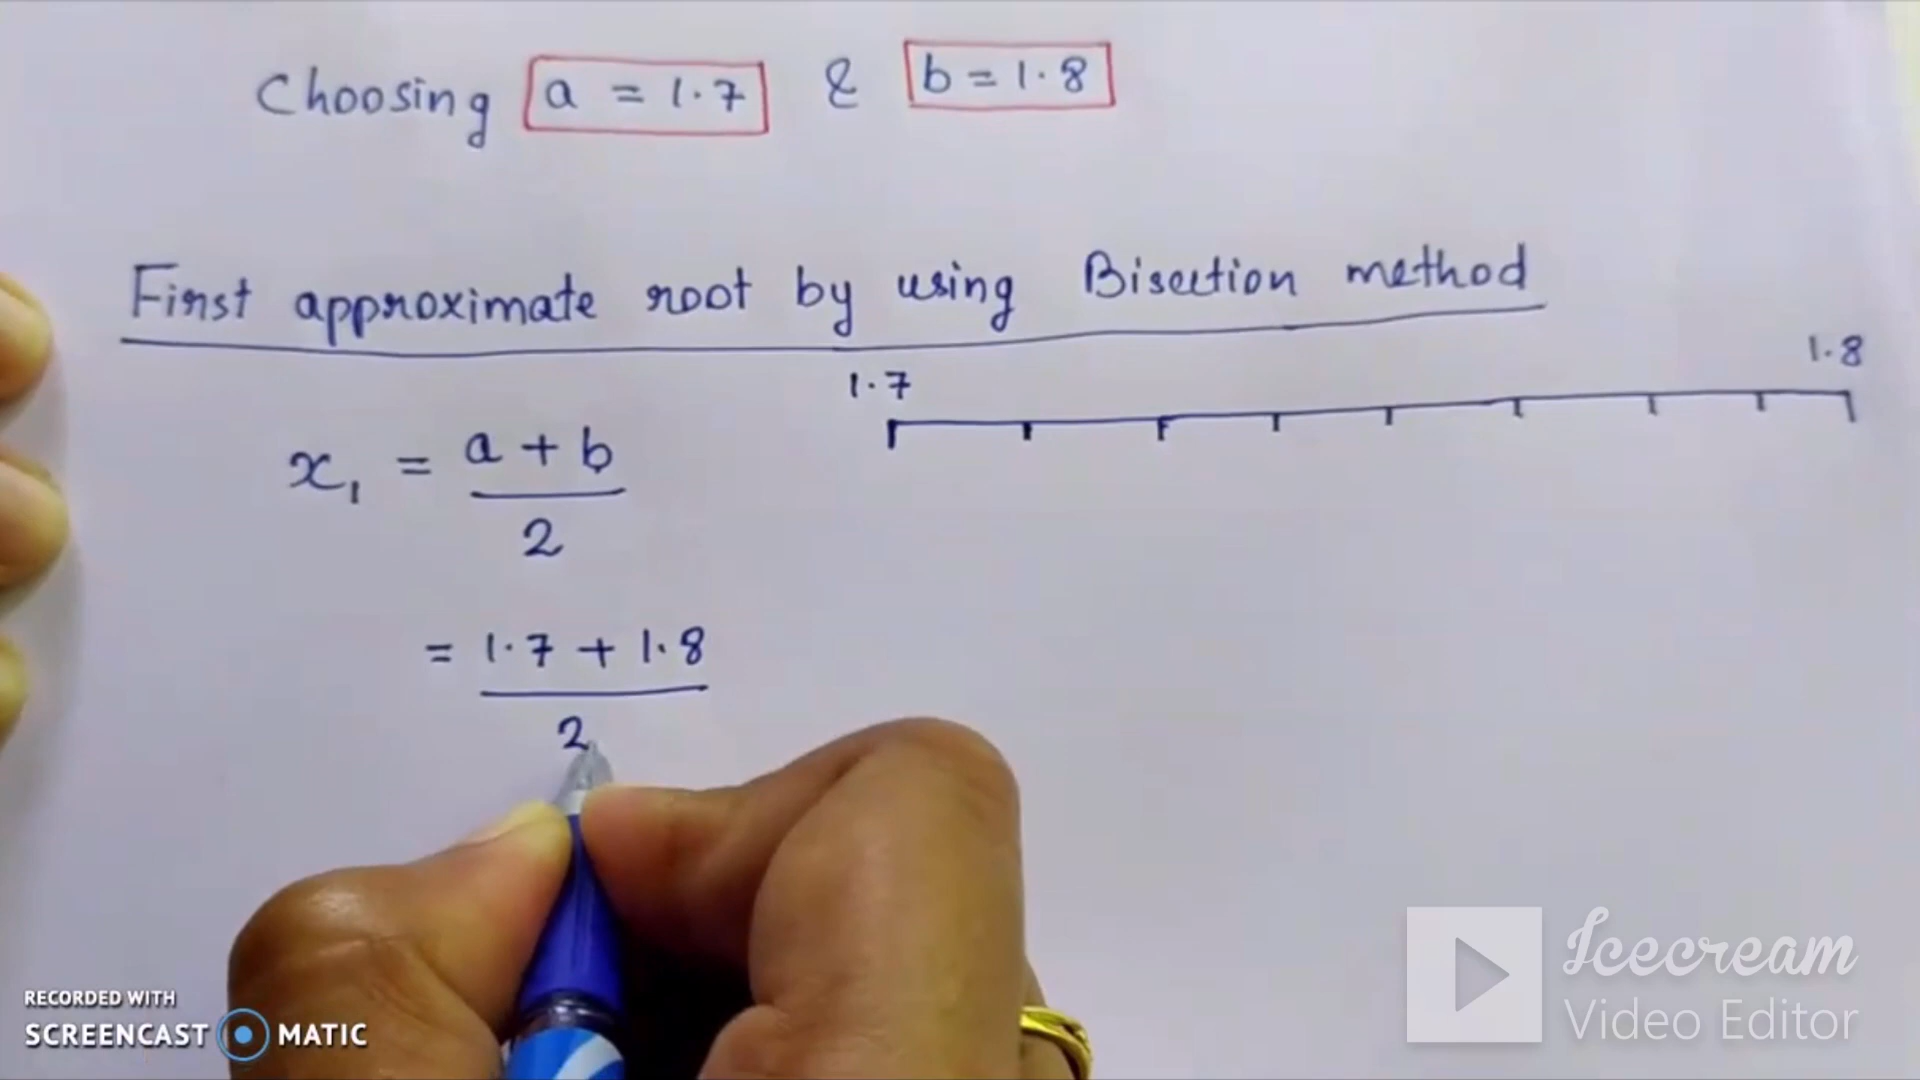 Choosing a = 1.7 & b = 1.8
First approximate root by using Bisection method
1.7 1.8
x₁ = a + b
2
= 1.7 + 1.8
2
RECORDED WITH
SCREENCAST MATIC
Icecream
Video Editor